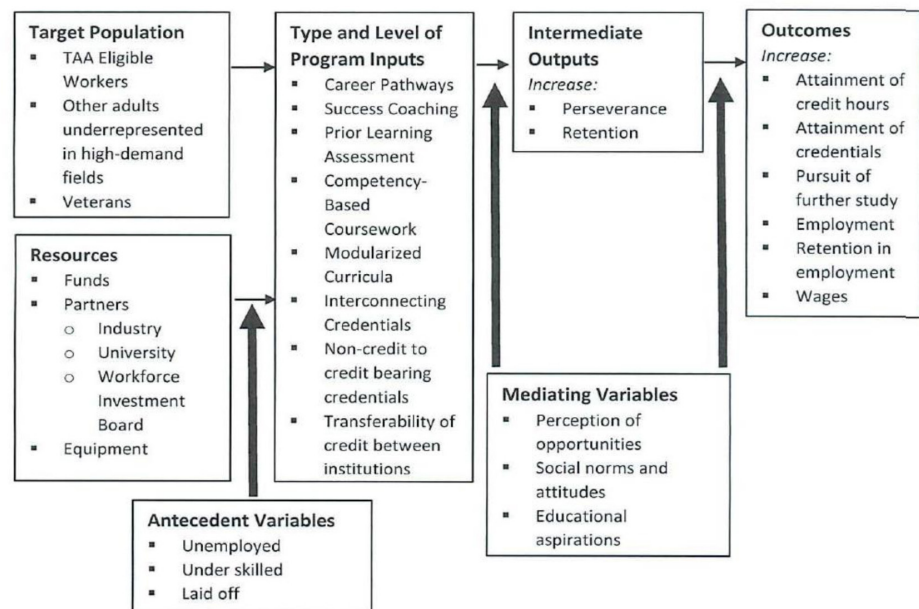 Target Population
▪ TAA Eligible
Workers
▪ Other adults
underrepresented
in high-demand
fields
▪ Veterans
Resources
▪ Funds
▪ Partners
o Industry
o University
o Workforce
Investment
Board
▪ Equipment
Antecedent Variables
▪ Unemployed
▪ Under skilled
▪ Laid off
Type and Level of
Program Inputs
▪ Career Pathways
▪ Success Coaching
▪ Prior Learning
Assessment
▪ Competency-
Based
Coursework
▪ Modularized
Curricula
▪ Interconnecting
Credentials
▪ Non-credit to
credit bearing
credentials
▪ Transferability of
credit between
institutions
Intermediate
Outputs
Increase:
▪ Perseverance
▪ Retention
Mediating Variables
▪ Perception of
opportunities
▪ Social norms and
attitudes
▪ Educational
aspirations
Outcomes
Increase:
▪ Attainment of
credit hours
▪ Attainment of
credentials
▪ Pursuit of
further study
▪ Employment
▪ Retention in
employment
▪ Wages